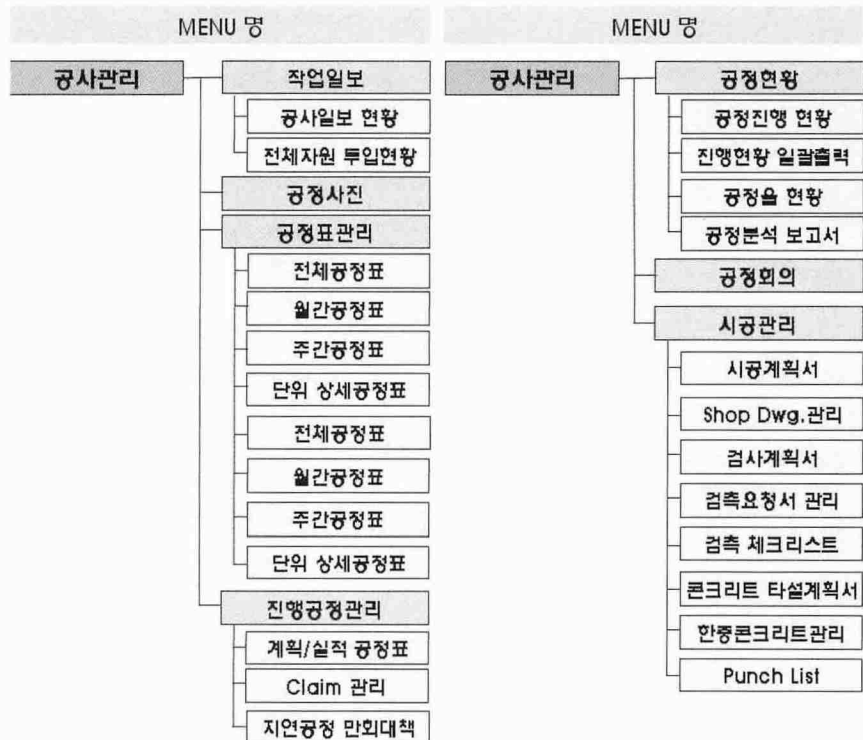 MENU 명
공사관리
작업일보
공사일보 현황
전체자원 투입현황
공정사진
공정표관리
전체공정표
월간공정표
주간공정표
단위 상세공정표
전체공정표
월간공정표
주간공정표
단위 상세공정표
진행공정관리
계획/실적 공정표
Claim 관리
지연공정 만회대책
MENU 명
공사관리
공정현황
공정진행 현황
진행현황 일괄출력
공정율 현황
공정분석 보고서
공정회의
시공관리
시공계획서
Shop Dwg.관리
검사계획서
검측요청서 관리
검측 체크리스트
콘크리트 타설계획서
한중콘크리트관리
Punch List